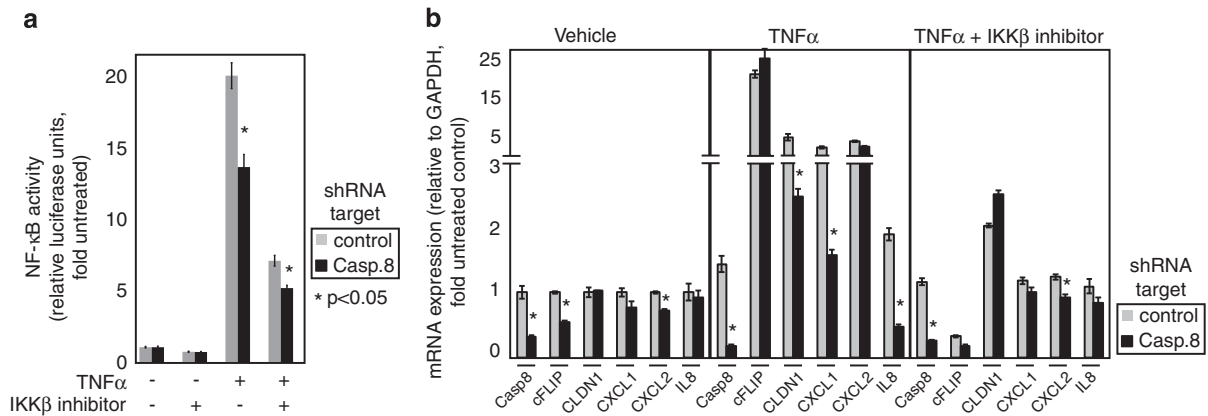 a
NF-κB activity
(relative luciferase units,
fold untreated)
20
15
10
5
0
*
*
TNFα - - + +
IKKβ inhibitor - + - +
shRNA
target
control
Casp.8
* p<0.05
b
mRNA expression (relative to GAPDH,
fold untreated control)
Vehicle
TNFα
TNFα + IKKβ inhibitor
25
15
5
3
2
1
0
*
*
*
*
*
*
*
*
*
Casp8
cFLIP
CLDN1
CXCL1
CXCL2
IL8
Casp8
cFLIP
CLDN1
CXCL1
CXCL2
IL8
Casp8
cFLIP
CLDN1
CXCL1
CXCL2
IL8
shRNA
target
control
Casp.8